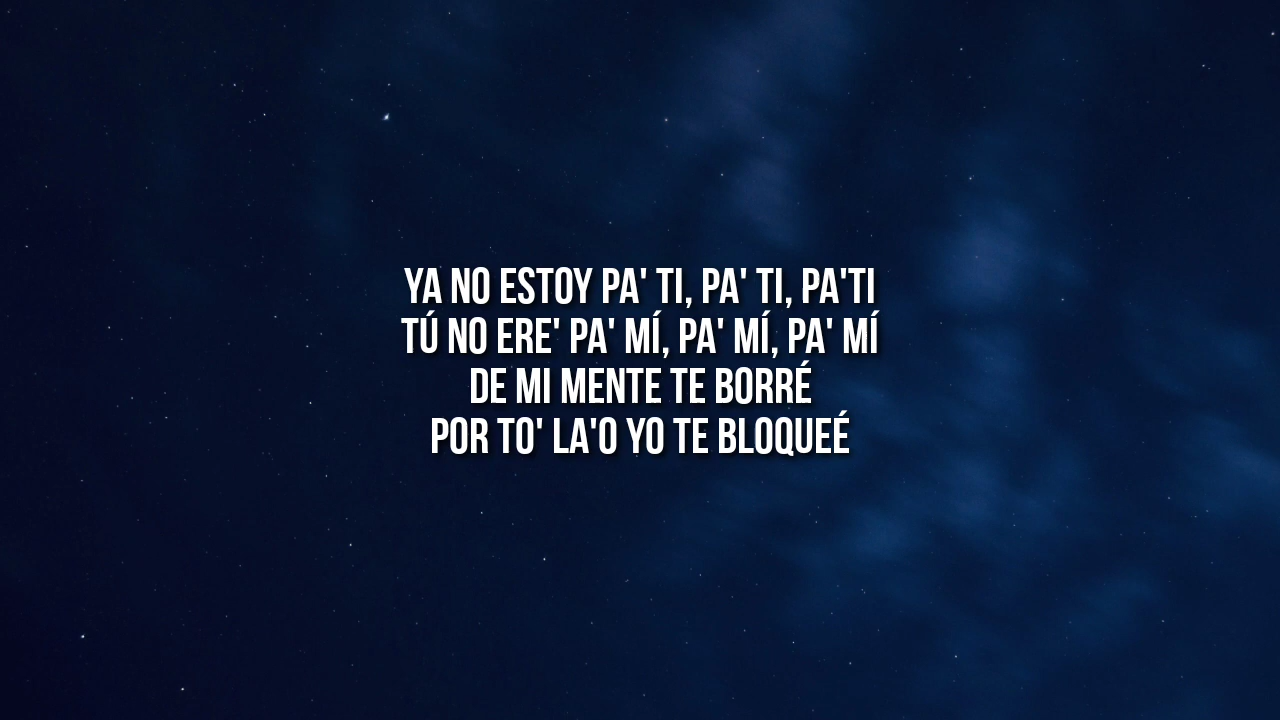 YA NO ESTOY PA' TI, PA' TI, PA'TI
TÚ NO ERE' PA' MÍ, PA' MÍ, PA' MÍ
DE MI MENTE TE BORRÉ
POR TO' LA'O YO TE BLOQUEÉ